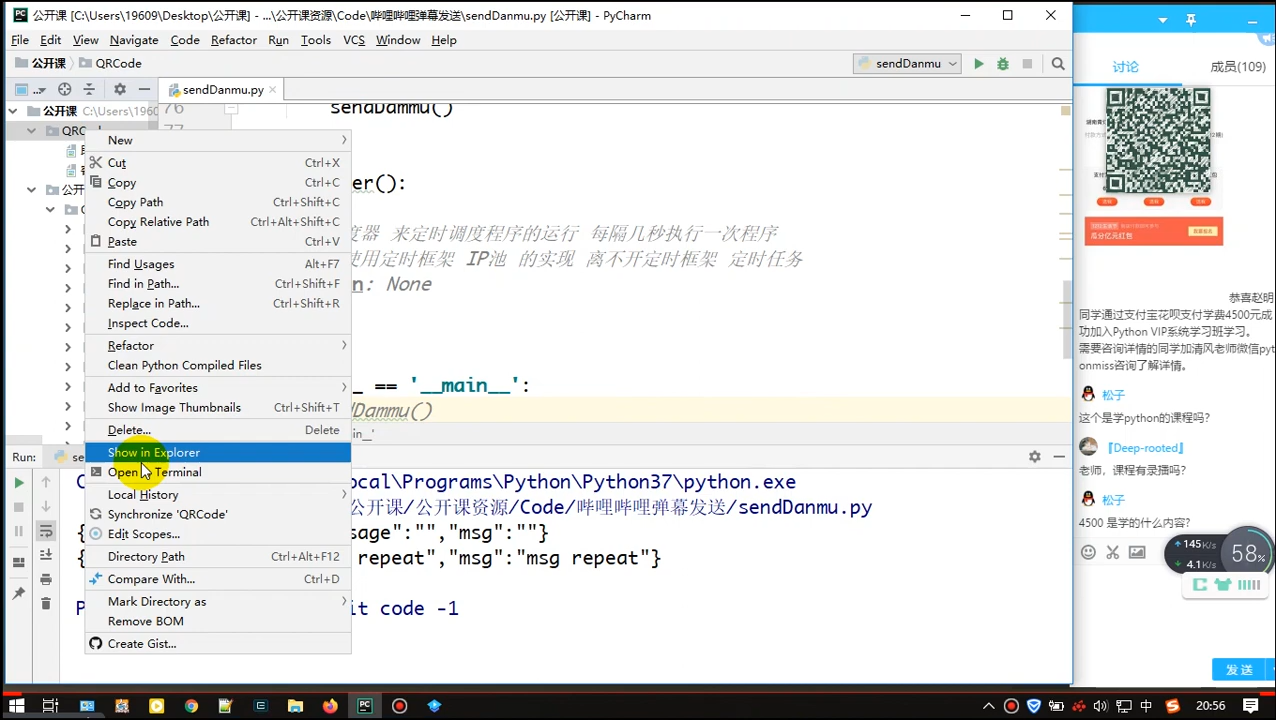 公开课 [C:\Users\19609\Desktop\公开课] - ...\公开课资源\Code\哔哩哔哩弹幕发送\sendDanmu.py [公开课] - PyCharm
File Edit View Navigate Code Refactor Run Tools VCS Window Help
公开课 QRCode
sendDanmu
sendDanmu.py
公开课 C:\Users\1960
76
sendDammu()
77
QRCode
New
Cut Ctrl+X
Copy Ctrl+C
er():
Copy Path Ctrl+Shift+C
Copy Relative Path Ctrl+Alt+Shift+C
器 来定时调度程序的运行 每隔几秒执行一次程序
Paste Ctrl+V
使用定时框架 IP池 的实现 离不开定时框架 定时任务
Find Usages Alt+F7
n: None
Find in Path... Ctrl+Shift+F
Replace in Path... Ctrl+Shift+R
Inspect Code...
Refactor
Clean Python Compiled Files
Add to Favorites
_ == '__main__':
Show Image Thumbnails Ctrl+Shift+T
dDammu()
Delete... Delete
in__'
Show in Explorer
Run:
Open in Terminal
ocal\Programs\Python\Python37\python.exe
Local History
公开课/公开课资源/Code/哔哩哔哩弹幕发送/sendDanmu.py
Synchronize 'QRCode'
sage":"","msg":""}
Edit Scopes...
Directory Path Ctrl+Alt+F12
repeat","msg":"msg repeat"}
Compare With... Ctrl+D
Mark Directory as
it code -1
Remove BOM
Create Gist...
讨论 成员(109)
瓜分亿元红包
恭喜赵明
同学通过支付宝花呗支付学费4500元成
功加入Python VIP系统学习班学习。
需要咨询详情的同学加清风老师微信pyt
onmiss咨询了解详情。
松子
这个是学python的课程吗?
『Deep-rooted』
老师，课程有录播吗?
松子
4500 是学的什么内容?
145 K/s
4.1 K/s
58%
发送
中
20:56